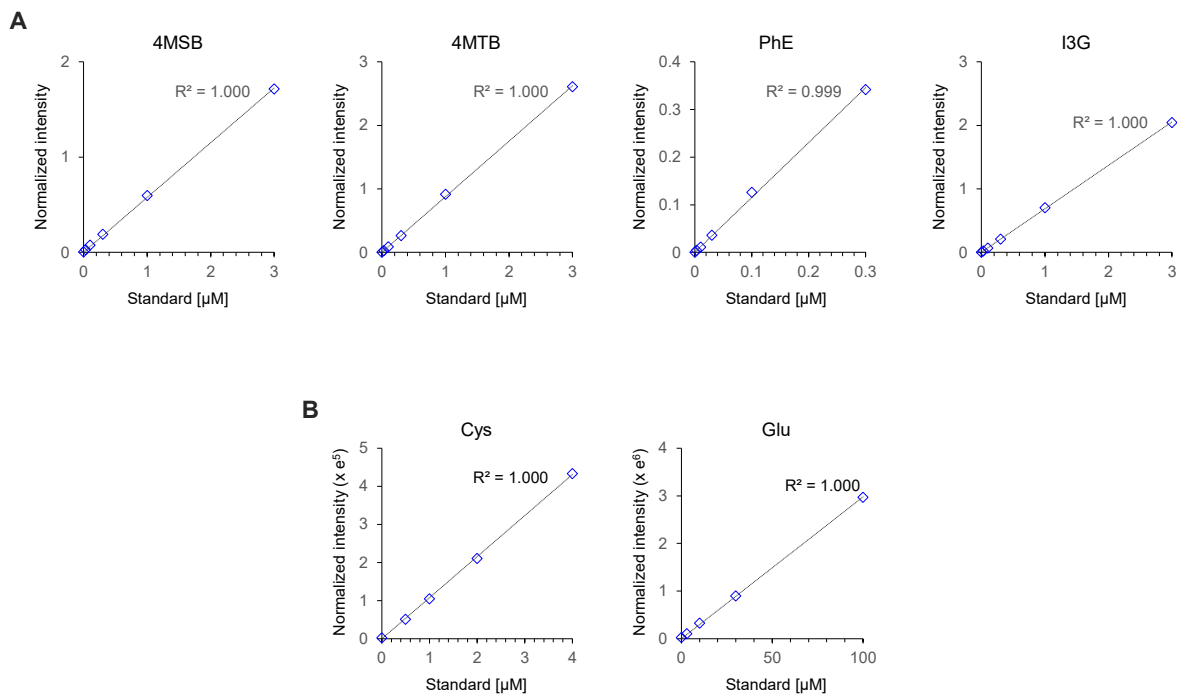 A
4MSB
Normalized intensity
2
1
0
R² = 1.000
0 1 2 3
Standard [µM]
4MTB
Normalized intensity
3
2
1
0
R² = 1.000
0 1 2 3
Standard [µM]
PhE
Normalized intensity
0.4
0.3
0.2
0.1
0
R² = 0.999
0 0.1 0.2 0.3
Standard [µM]
I3G
Normalized intensity
3
2
1
0
R² = 1.000
0 1 2 3
Standard [µM]
B
Cys
Normalized intensity (x e⁵)
5
4
3
2
1
0
R² = 1.000
0 1 2 4
Standard [µM]
Glu
Normalized intensity (x e⁶)
4
3
2
1
0
R² = 1.000
0 50 100
Standard [µM]